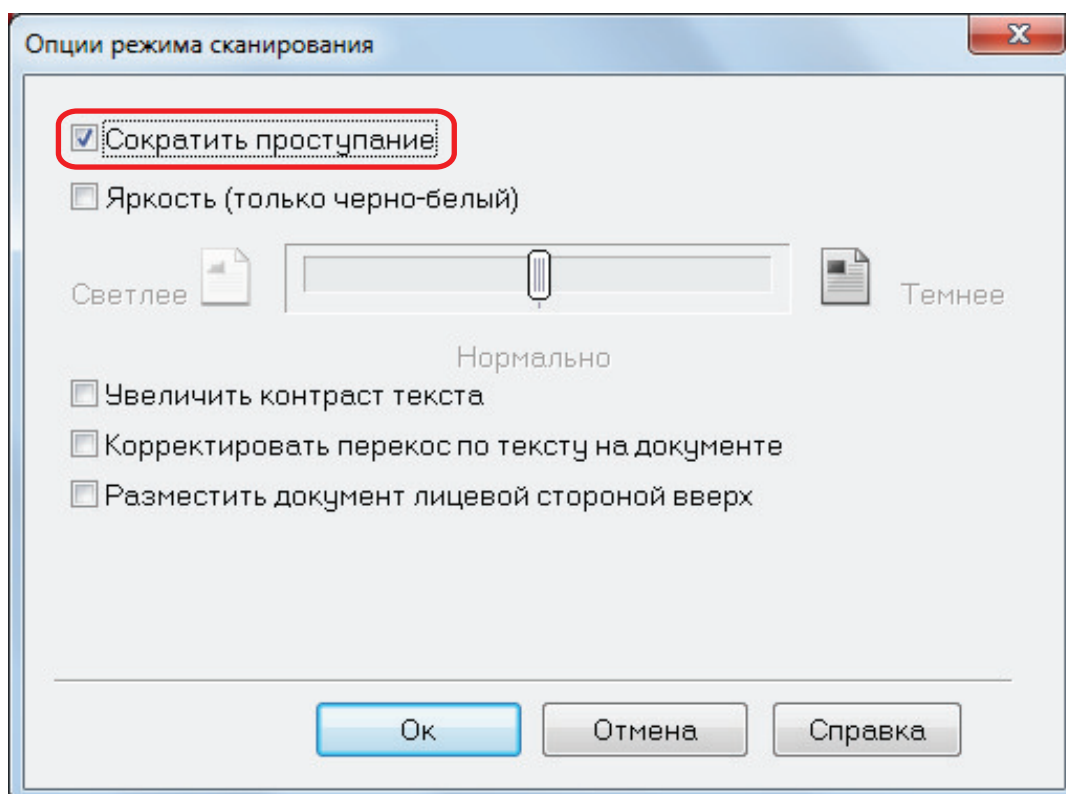 Опции режима сканирования
Сократить проступание
Яркость (только черно-белый)
Светлее
Темнее
Нормально
Увеличить контраст текста
Корректировать перекос по тексту на документе
Разместить документ лицевой стороной вверх
Ок
Отмена
Справка